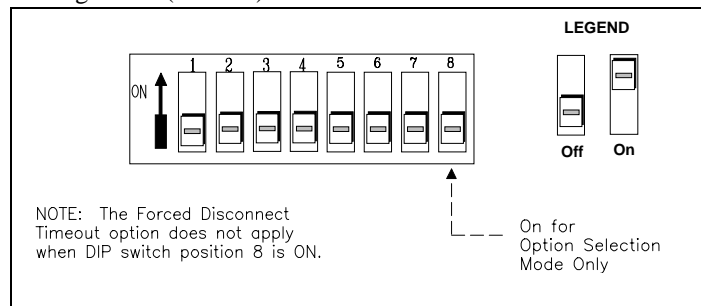 LEGEND
1 2 3 4 5 6 7 8
ON
Off On
NOTE: The Forced Disconnect
Timeout option does not apply
when DIP switch position 8 is ON.
On for
Option Selection
Mode Only